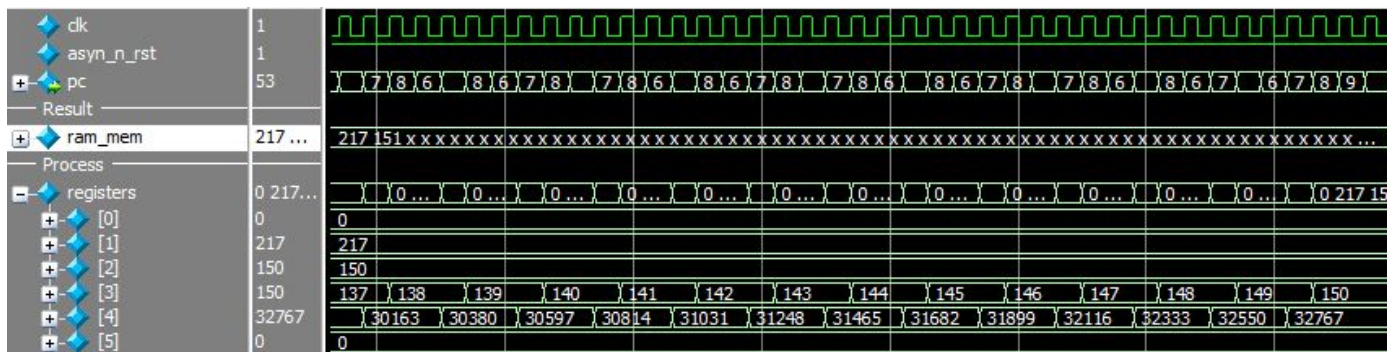 clk 1
asyn_n_rst 1
pc 53 7 8 6 8 6 7 8 7 8 6 8 6 7 8 7 8 6 8 6 7 8 7 8 6 8 6 7 6 7 8 9
Result
ram_mem 217 ... 217 151 x x x x x x x x x x x x x x x x x x x x x x x x x x x x x x x x x x x x x x x x x x x x x x x x x x x x x x x x x x x x x x x x x ...
Process
registers 0 217... 0 ... 0 ... 0 ... 0 ... 0 ... 0 ... 0 ... 0 ... 0 ... 0 ... 0 ... 0 ... 0 217 15
[0] 0 0
[1] 217 217
[2] 150 150
[3] 150 137 138 139 140 141 142 143 144 145 146 147 148 149 150
[4] 32767 30163 30380 30597 30814 31031 31248 31465 31682 31899 32116 32333 32550 32767
[5] 0 0